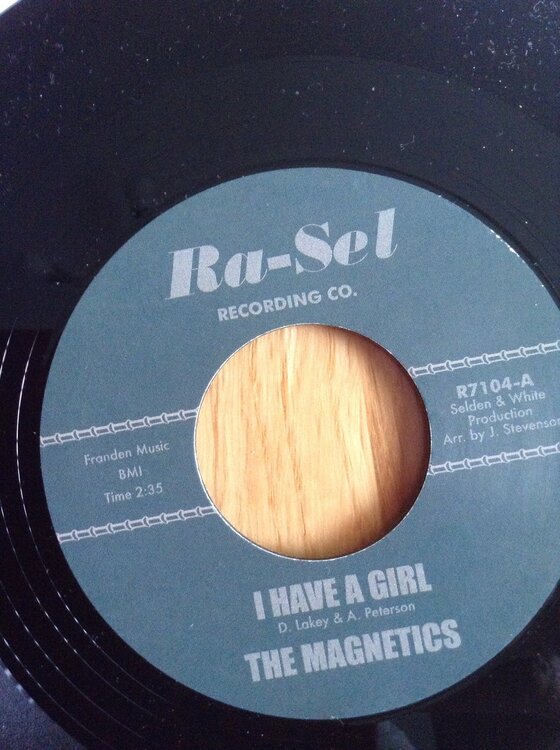 Ra-Sel
RECORDING CO.
Franden Music
BMI
Time 2:35
R7104-A
Selden & White
Production
Arr. by J. Stevenson
I HAVE A GIRL
D. Lakey & A. Peterson
THE MAGNETICS